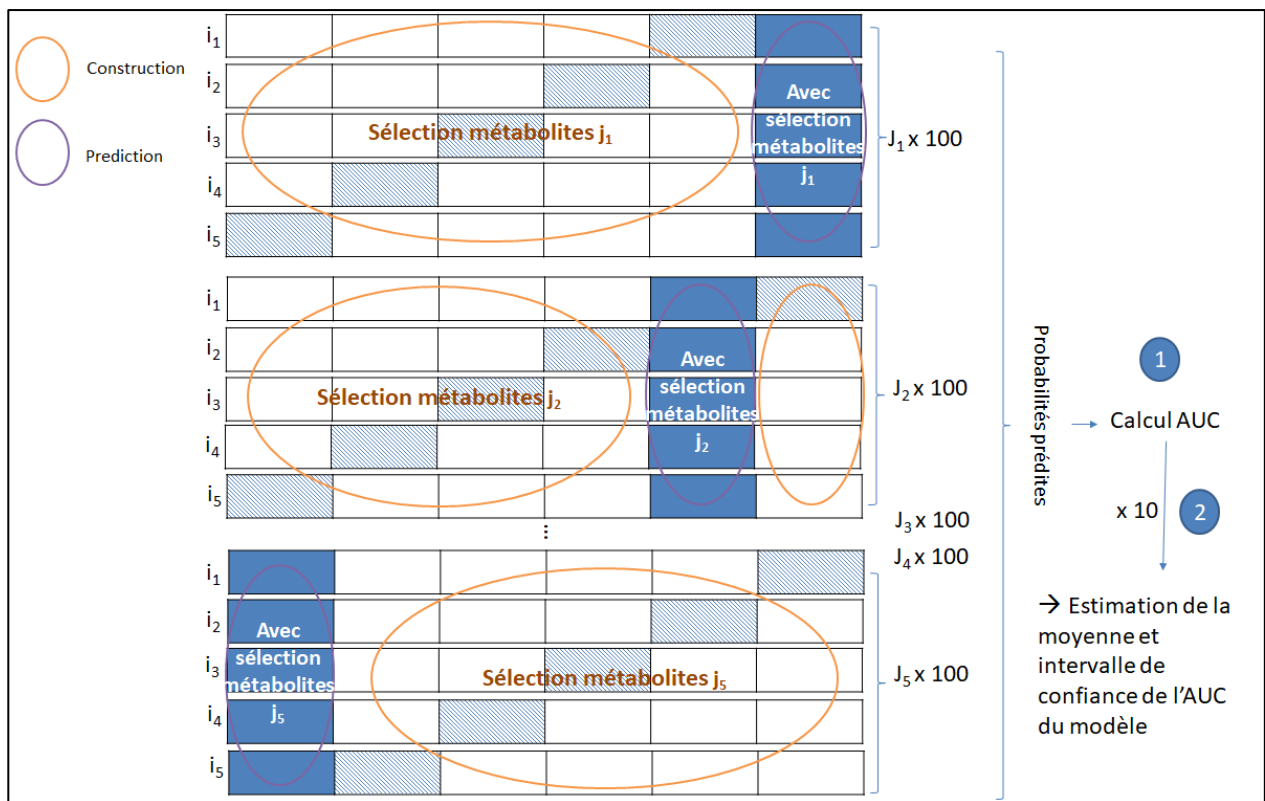 Construction
Prediction
i1
i2
i3
i4
i5
Sélection métabolites j1
Avec
sélection
métabolites
j1
J1 x 100
i1
i2
i3
i4
i5
Sélection métabolites j2
Avec
sélection
métabolites
j2
J2 x 100
J3 x 100
⋮
J4 x 100
i1
i2
i3
i4
i5
Avec
sélection
métabolites
j5
Sélection métabolites j5
J5 x 100
Probabilités prédites
1
Calcul AUC
x 10
2
→ Estimation de la
moyenne et
intervalle de
confiance de l'AUC
du modèle